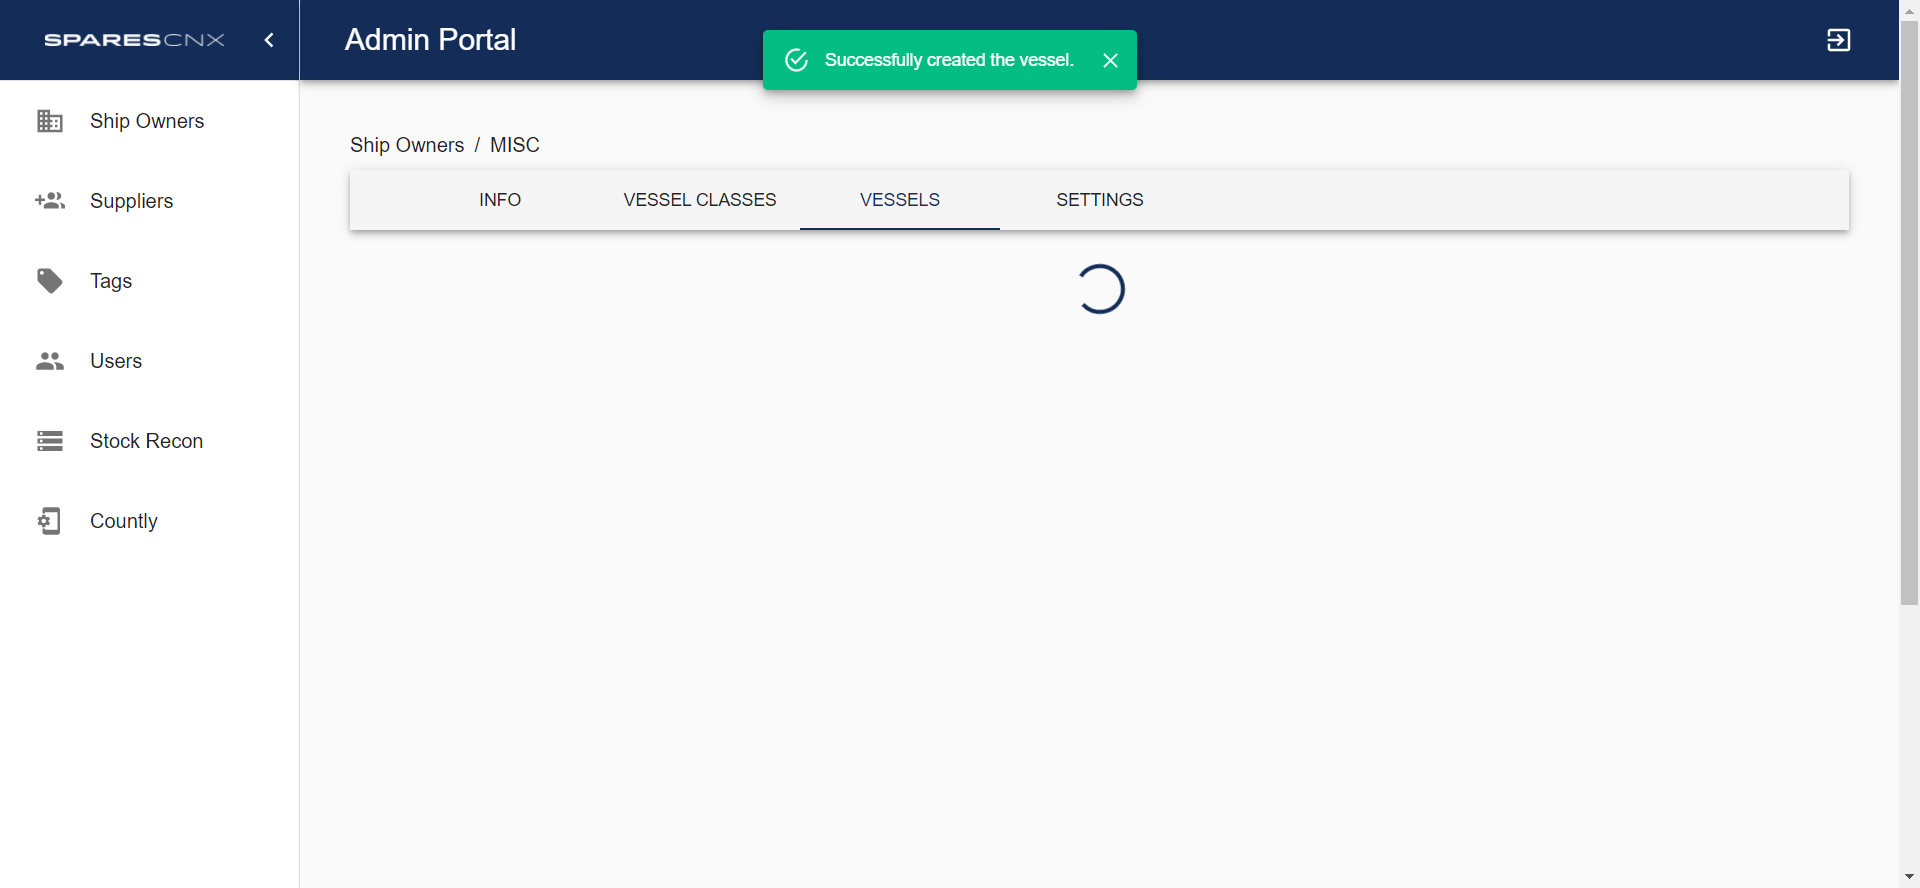 SPARESCNX
Admin Portal
Successfully created the vessel.
Ship Owners
Suppliers
Tags
Users
Stock Recon
Countly
Ship Owners / MISC
INFO
VESSEL CLASSES
VESSELS
SETTINGS